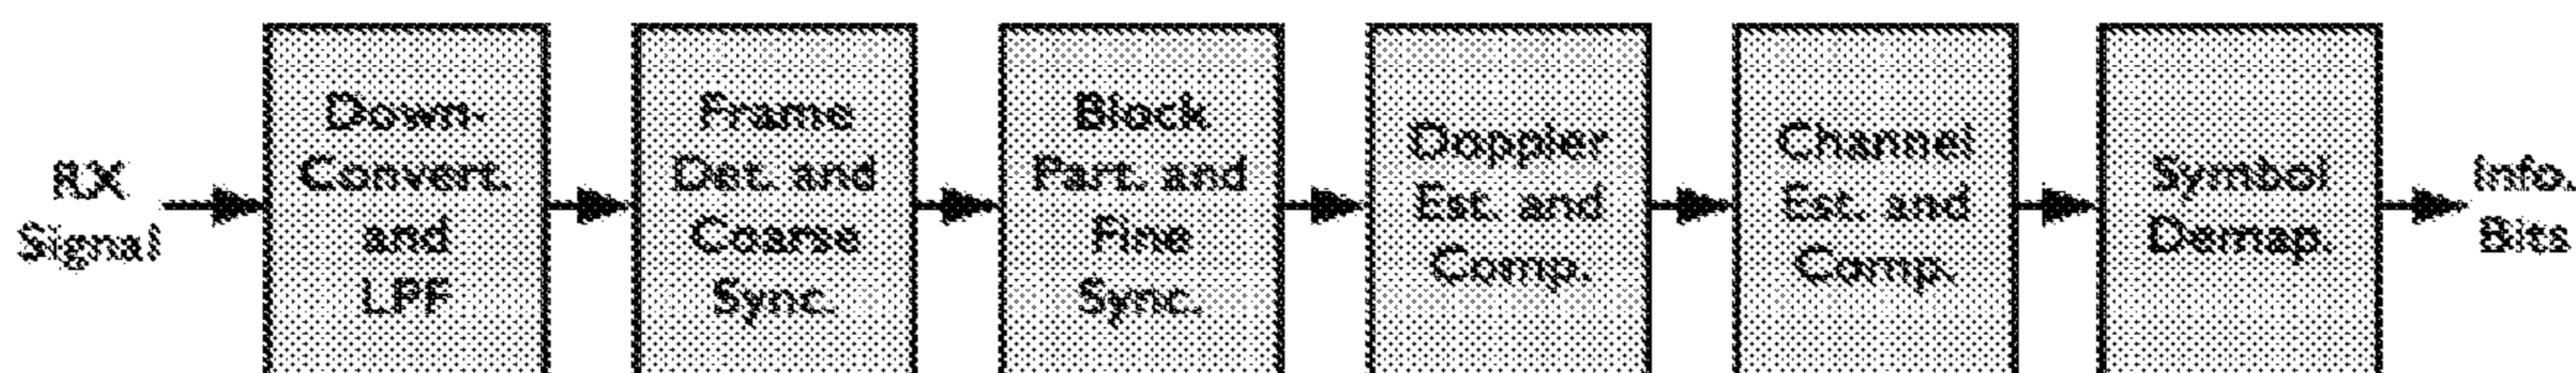 RX
Signal
Down-
Convert.
and
LPF
Frame
Det. and
Coarse
Sync.
Block
Part. and
Fine
Sync.
Doppler
Est. and
Comp.
Channel
Est. and
Comp.
Symbol
Demap.
Info.
Bits